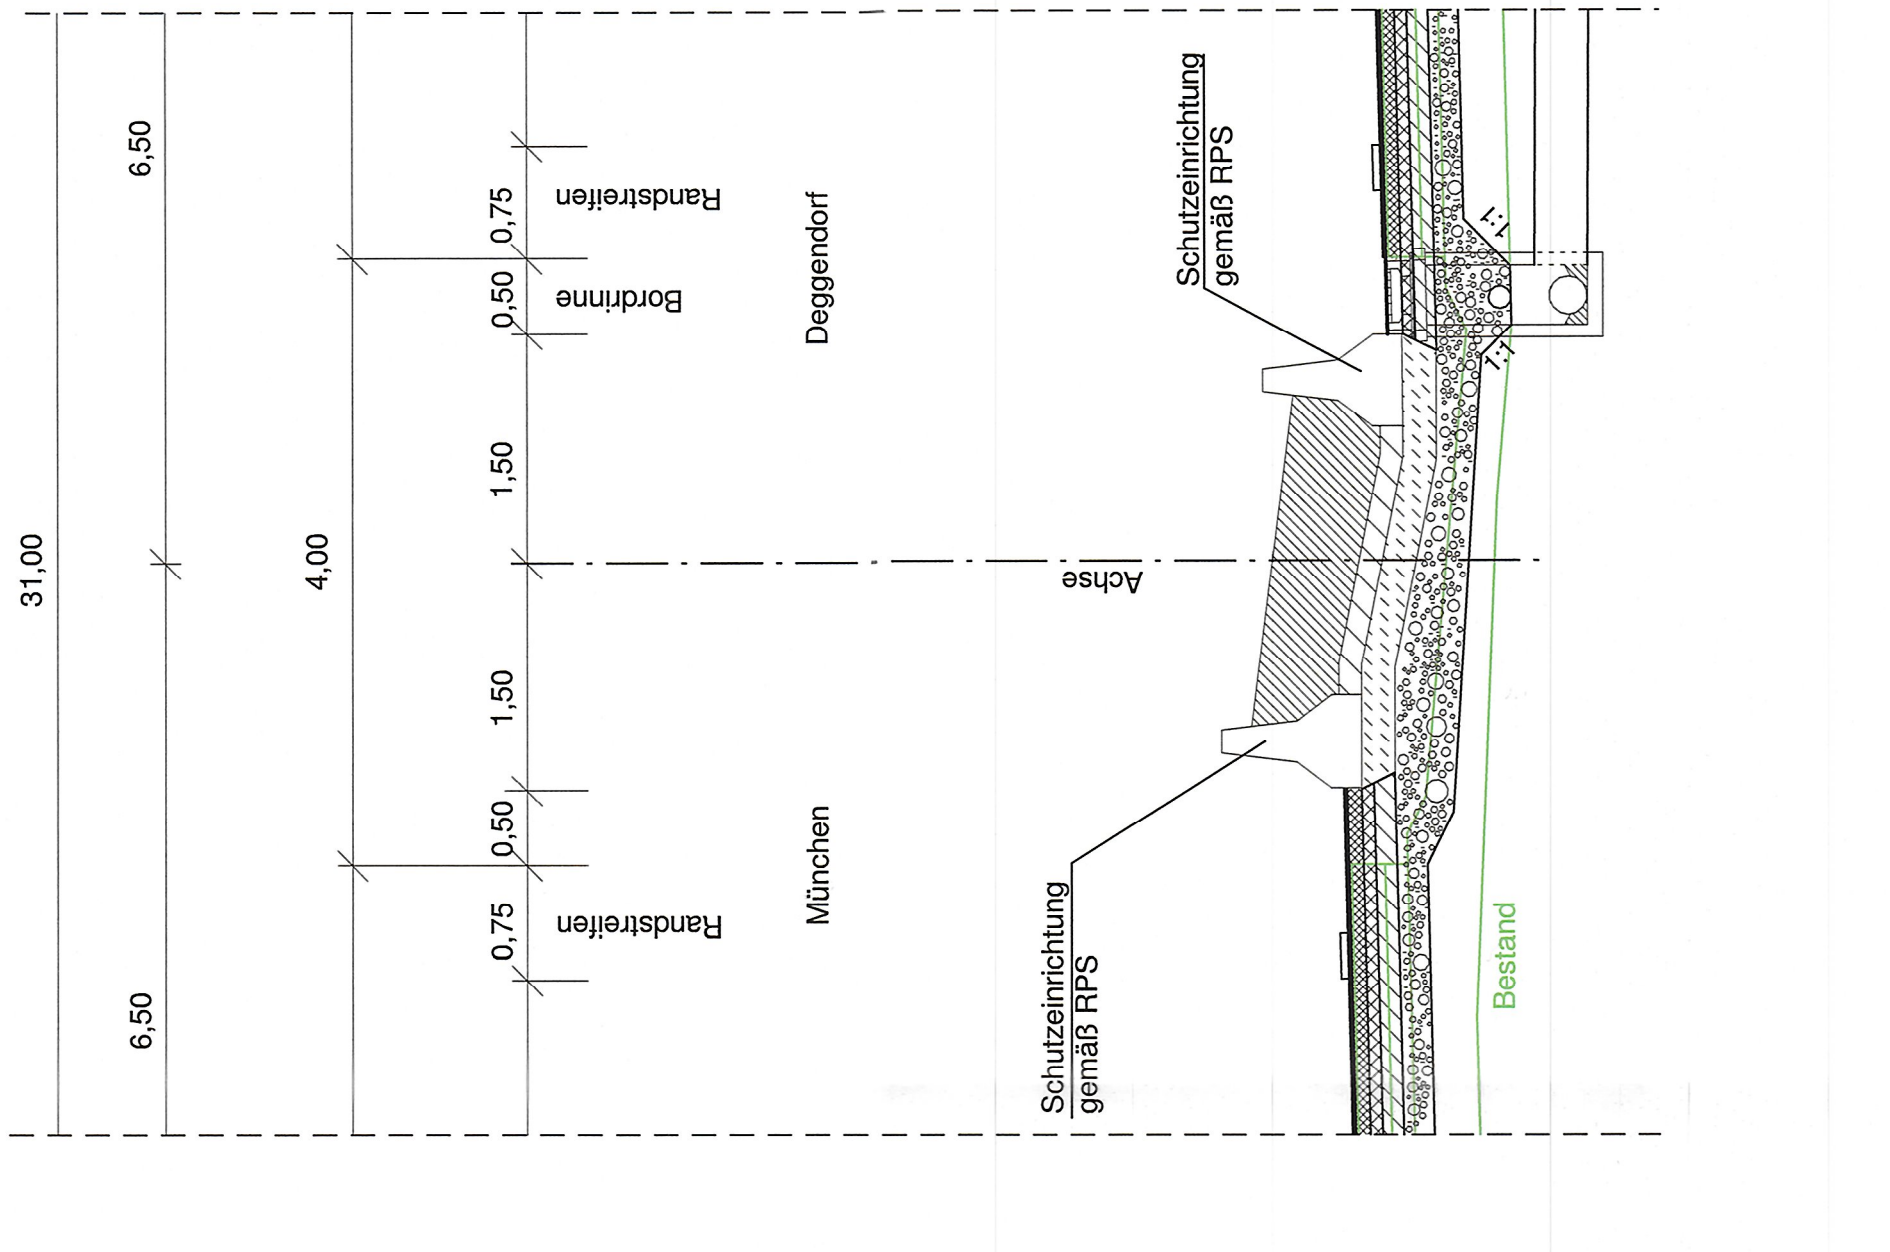 31,00
6,50
6,50
4,00
0,75
0,50
1,50
1,50
0,50
0,75
Randstreifen
Randstreifen
Bordrinne
München
Deggendorf
Achse
Schutzeinrichtung
gemäß RPS
Schutzeinrichtung
gemäß RPS
1:1
1:1
Bestand